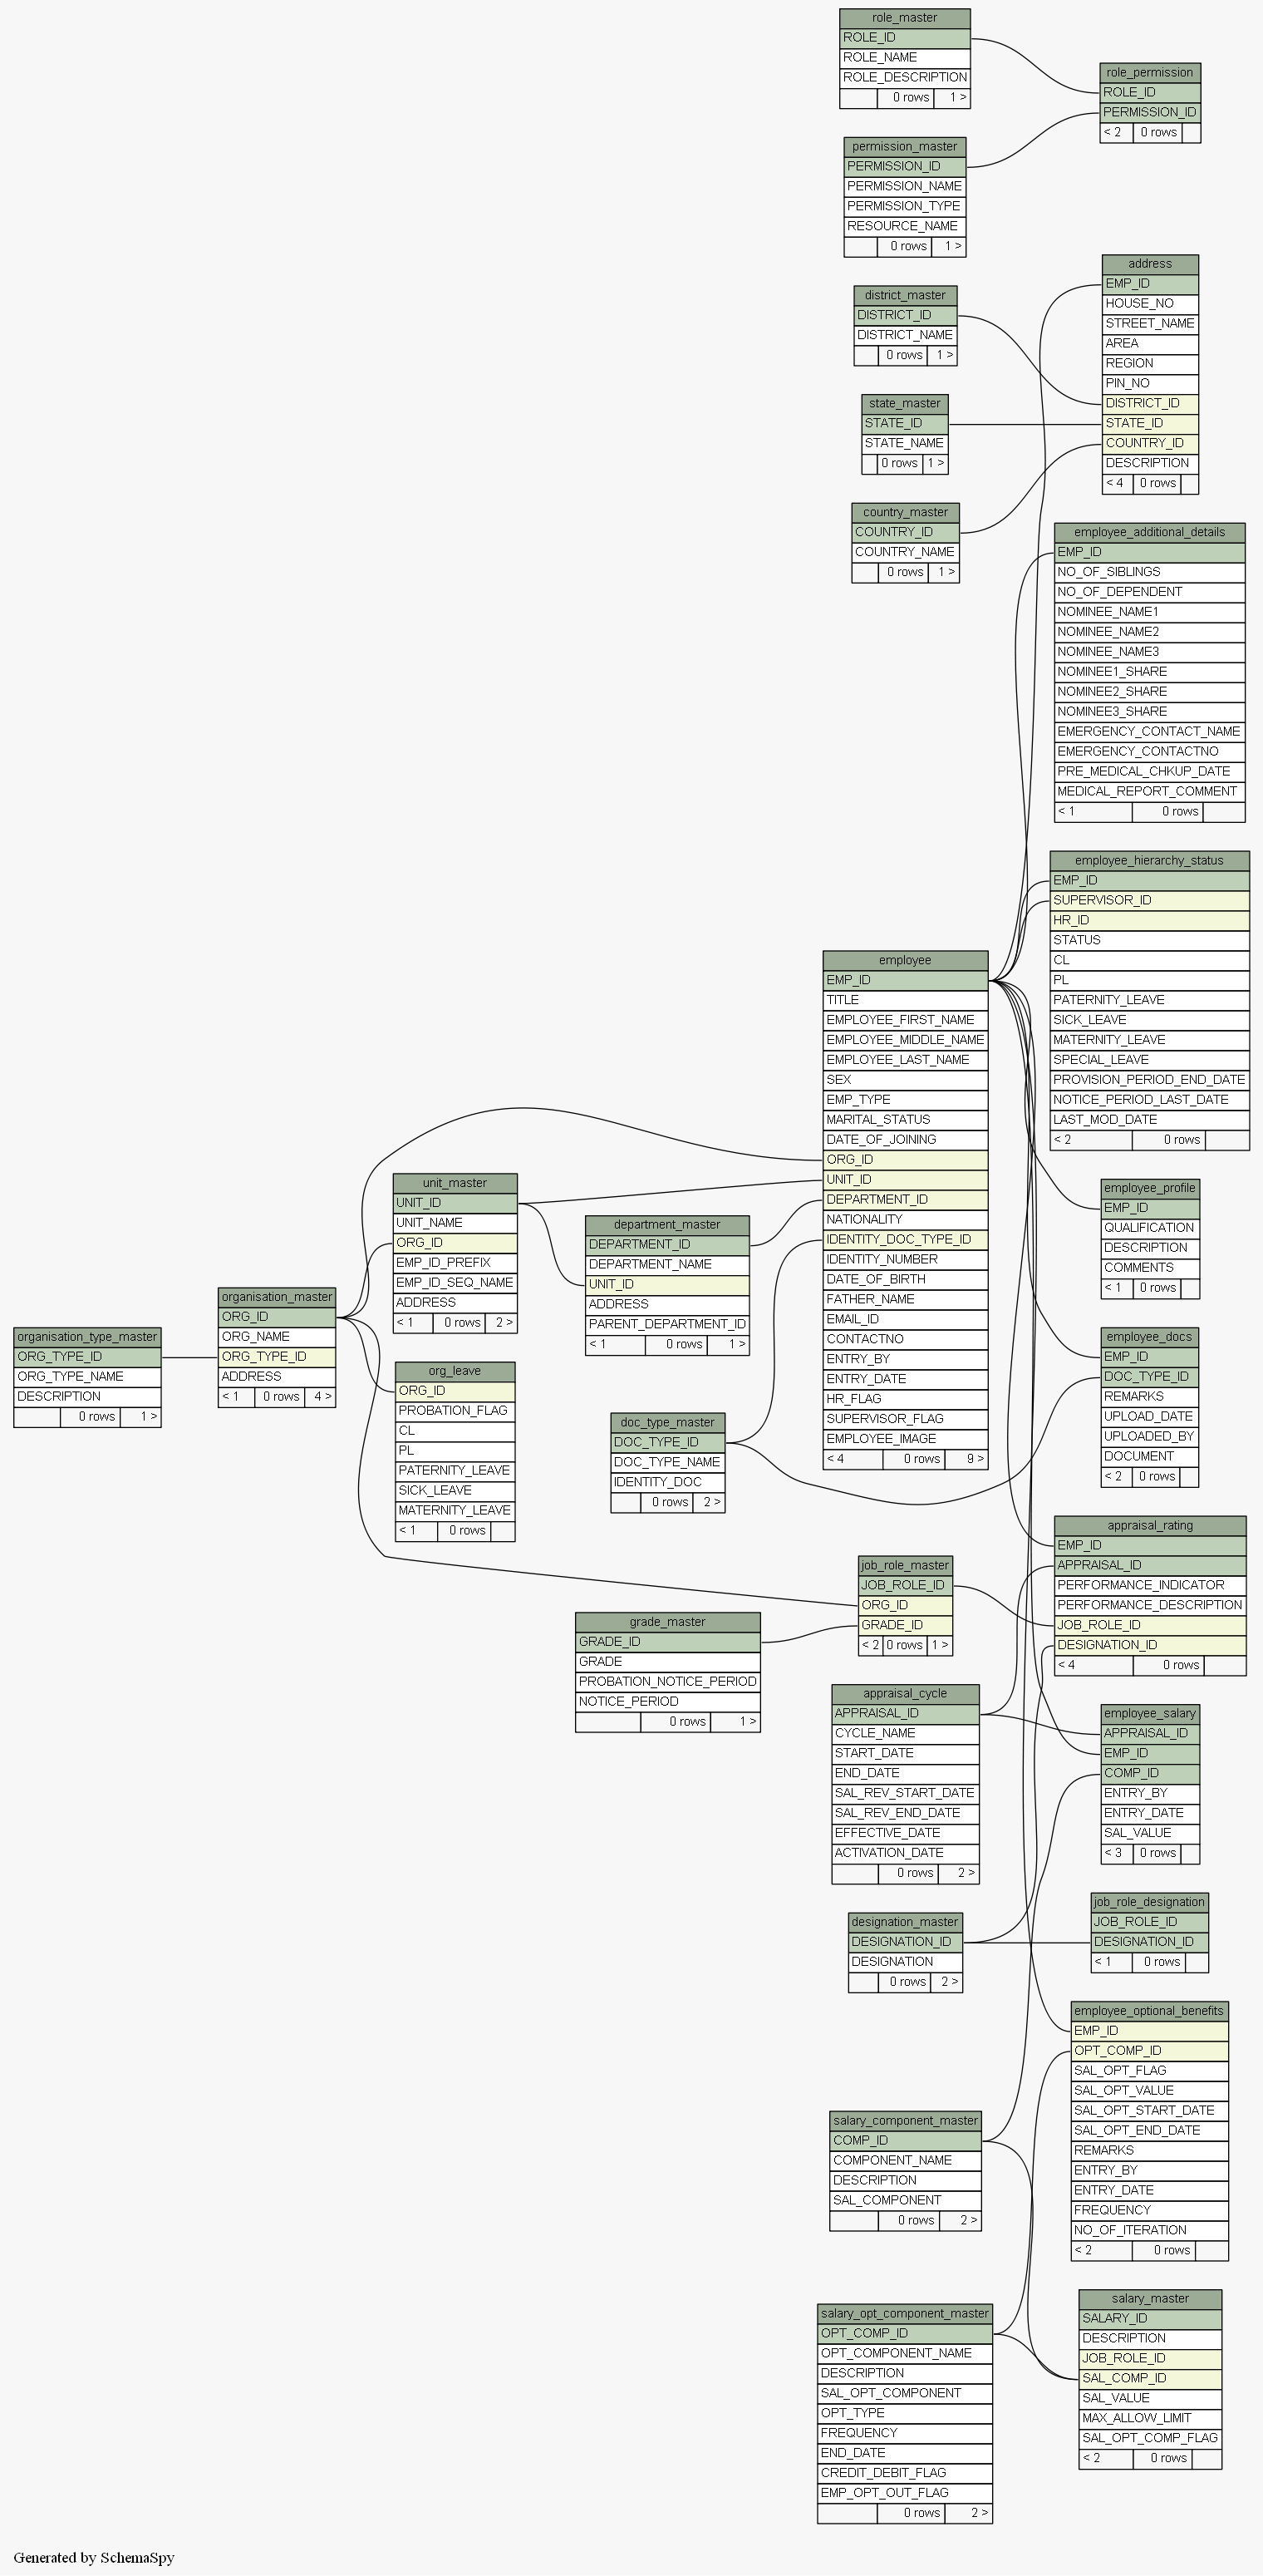 role_master
ROLE_ID
ROLE_NAME
ROLE_DESCRIPTION
0 rows 1 >
role_permission
ROLE_ID
PERMISSION_ID
< 2 0 rows
permission_master
PERMISSION_ID
PERMISSION_NAME
PERMISSION_TYPE
RESOURCE_NAME
0 rows 1 >
address
EMP_ID
HOUSE_NO
STREET_NAME
AREA
REGION
PIN_NO
DISTRICT_ID
STATE_ID
COUNTRY_ID
DESCRIPTION
< 4 0 rows
district_master
DISTRICT_ID
DISTRICT_NAME
0 rows 1 >
state_master
STATE_ID
STATE_NAME
0 rows 1 >
country_master
COUNTRY_ID
COUNTRY_NAME
0 rows 1 >
employee_additional_details
EMP_ID
NO_OF_SIBLINGS
NO_OF_DEPENDENT
NOMINEE_NAME1
NOMINEE_NAME2
NOMINEE_NAME3
NOMINEE1_SHARE
NOMINEE2_SHARE
NOMINEE3_SHARE
EMERGENCY_CONTACT_NAME
EMERGENCY_CONTACTNO
PRE_MEDICAL_CHKUP_DATE
MEDICAL_REPORT_COMMENT
< 1 0 rows
employee_hierarchy_status
EMP_ID
SUPERVISOR_ID
HR_ID
STATUS
CL
PL
PATERNITY_LEAVE
SICK_LEAVE
MATERNITY_LEAVE
SPECIAL_LEAVE
PROVISION_PERIOD_END_DATE
NOTICE_PERIOD_LAST_DATE
LAST_MOD_DATE
< 2 0 rows
employee
EMP_ID
TITLE
EMPLOYEE_FIRST_NAME
EMPLOYEE_MIDDLE_NAME
EMPLOYEE_LAST_NAME
SEX
EMP_TYPE
MARITAL_STATUS
DATE_OF_JOINING
ORG_ID
UNIT_ID
DEPARTMENT_ID
NATIONALITY
IDENTITY_DOC_TYPE_ID
IDENTITY_NUMBER
DATE_OF_BIRTH
FATHER_NAME
EMAIL_ID
CONTACTNO
ENTRY_BY
ENTRY_DATE
HR_FLAG
SUPERVISOR_FLAG
EMPLOYEE_IMAGE
< 4 0 rows 9 >
unit_master
UNIT_ID
UNIT_NAME
ORG_ID
EMP_ID_PREFIX
EMP_ID_SEQ_NAME
ADDRESS
< 1 0 rows 2 >
department_master
DEPARTMENT_ID
DEPARTMENT_NAME
UNIT_ID
ADDRESS
PARENT_DEPARTMENT_ID
< 1 0 rows 1 >
employee_profile
EMP_ID
QUALIFICATION
DESCRIPTION
COMMENTS
< 1 0 rows
organisation_master
ORG_ID
ORG_NAME
ORG_TYPE_ID
ADDRESS
< 1 0 rows 4 >
organisation_type_master
ORG_TYPE_ID
ORG_TYPE_NAME
DESCRIPTION
0 rows 1 >
org_leave
ORG_ID
PROBATION_FLAG
CL
PL
PATERNITY_LEAVE
SICK_LEAVE
MATERNITY_LEAVE
< 1 0 rows
doc_type_master
DOC_TYPE_ID
DOC_TYPE_NAME
IDENTITY_DOC
0 rows 2 >
employee_docs
EMP_ID
DOC_TYPE_ID
REMARKS
UPLOAD_DATE
UPLOADED_BY
DOCUMENT
< 2 0 rows
appraisal_rating
EMP_ID
APPRAISAL_ID
PERFORMANCE_INDICATOR
PERFORMANCE_DESCRIPTION
JOB_ROLE_ID
DESIGNATION_ID
< 4 0 rows
job_role_master
JOB_ROLE_ID
ORG_ID
GRADE_ID
< 2 0 rows 1 >
grade_master
GRADE_ID
GRADE
PROBATION_NOTICE_PERIOD
NOTICE_PERIOD
0 rows 1 >
appraisal_cycle
APPRAISAL_ID
CYCLE_NAME
START_DATE
END_DATE
SAL_REV_START_DATE
SAL_REV_END_DATE
EFFECTIVE_DATE
ACTIVATION_DATE
0 rows 2 >
employee_salary
APPRAISAL_ID
EMP_ID
COMP_ID
ENTRY_BY
ENTRY_DATE
SAL_VALUE
< 3 0 rows
job_role_designation
JOB_ROLE_ID
DESIGNATION_ID
< 1 0 rows
designation_master
DESIGNATION_ID
DESIGNATION
0 rows 2 >
employee_optional_benefits
EMP_ID
OPT_COMP_ID
SAL_OPT_FLAG
SAL_OPT_VALUE
SAL_OPT_START_DATE
SAL_OPT_END_DATE
REMARKS
ENTRY_BY
ENTRY_DATE
FREQUENCY
NO_OF_ITERATION
< 2 0 rows
salary_component_master
COMP_ID
COMPONENT_NAME
DESCRIPTION
SAL_COMPONENT
0 rows 2 >
salary_master
SALARY_ID
DESCRIPTION
JOB_ROLE_ID
SAL_COMP_ID
SAL_VALUE
MAX_ALLOW_LIMIT
SAL_OPT_COMP_FLAG
< 2 0 rows
salary_opt_component_master
OPT_COMP_ID
OPT_COMPONENT_NAME
DESCRIPTION
SAL_OPT_COMPONENT
OPT_TYPE
FREQUENCY
END_DATE
CREDIT_DEBIT_FLAG
EMP_OPT_OUT_FLAG
0 rows 2 >
Generated by SchemaSpy